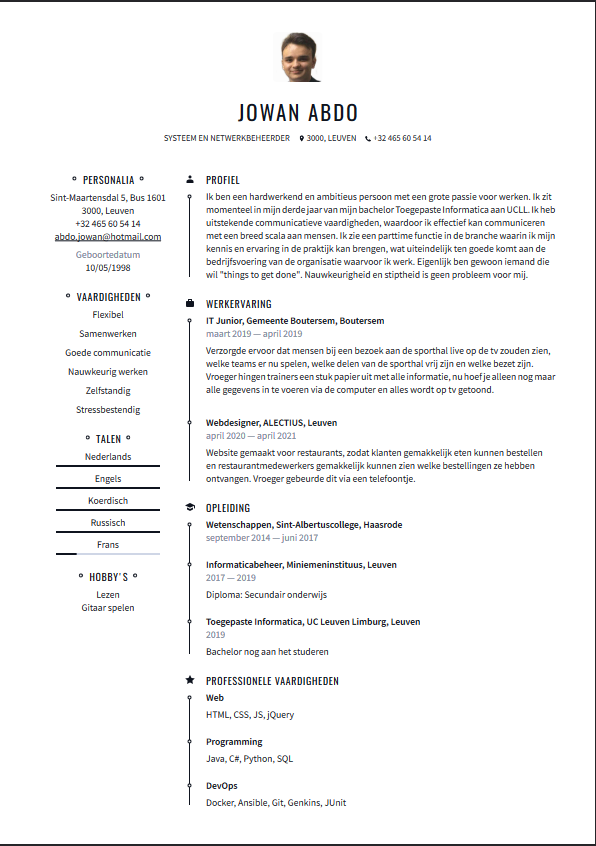 JOWAN ABDO
SYSTEEM EN NETWERKBEHEERDER 3000, LEUVEN +32 465 60 54 14
PERSONALIA
Sint-Maartensdal 5, Bus 1601
3000, Leuven
+32 465 60 54 14
abdo.jowan@hotmail.com
Geboortedatum
10/05/1998
VAARDIGHEDEN
Flexibel
Samenwerken
Goede communicatie
Nauwkeurig werken
Zelfstandig
Stressbestendig
TALEN
Nederlands
Engels
Koerdisch
Russisch
Frans
HOBBY'S
Lezen
Gitaar spelen
PROFIEL
Ik ben een hardwerkend en ambitieus persoon met een grote passie voor werken. Ik zit
momenteel in mijn derde jaar van mijn bachelor Toegepaste Informatica aan UCLL. Ik heb
uitstekende communicatieve vaardigheden, waardoor ik effectief kan communiceren
met een breed scala aan mensen. Ik zie een parttime functie in de branche waarin ik mijn
kennis en ervaring in de praktijk kan brengen, wat uiteindelijk ten goede komt aan de
bedrijfsvoering van de organisatie waarvoor ik werk. Eigenlijk ben gewoon iemand die
wil "things to get done". Nauwkeurigheid en stiptheid is geen probleem voor mij.
WERKERVARING
IT Junior, Gemeente Boutersem, Boutersem
maart 2019 — april 2019
Verzorgde ervoor dat mensen bij een bezoek aan de sporthal live op de tv zouden zien,
welke teams er nu spelen, welke delen van de sporthal vrij zijn en welke bezet zijn.
Vroeger hingen trainers een stuk papier uit met alle informatie, nu hoef je alleen nog maar
alle gegevens in te voeren via de computer en alles wordt op tv getoond.
Webdesigner, ALECTIUS, Leuven
april 2020 — april 2021
Website gemaakt voor restaurants, zodat klanten gemakkelijk eten kunnen bestellen
en restaurantmedewerkers gemakkelijk kunnen zien welke bestellingen ze hebben
ontvangen. Vroeger gebeurde dit via een telefoontje.
OPLEIDING
Wetenschappen, Sint-Albertuscollege, Haasrode
september 2014 — juni 2017
Informaticabeheer, Miniemeninstituus, Leuven
2017 — 2019
Diploma: Secundair onderwijs
Toegepaste Informatica, UC Leuven Limburg, Leuven
2019
Bachelor nog aan het studeren
PROFESSIONELE VAARDIGHEDEN
Web
HTML, CSS, JS, jQuery
Programming
Java, C#, Python, SQL
DevOps
Docker, Ansible, Git, Genkins, JUnit